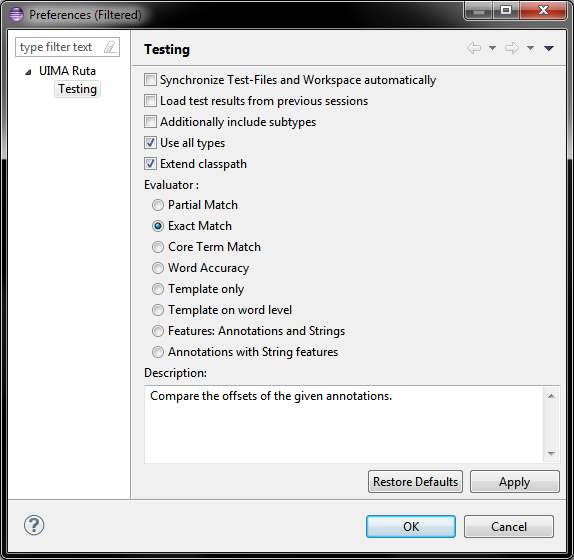 Preferences (Filtered)
type filter text
UIMA Ruta
Testing
Testing
Synchronize Test-Files and Workspace automatically
Load test results from previous sessions
Additionally include subtypes
Use all types
Extend classpath
Evaluator :
Partial Match
Exact Match
Core Term Match
Word Accuracy
Template only
Template on word level
Features: Annotations and Strings
Annotations with String features
Description:
Compare the offsets of the given annotations.
Restore Defaults Apply
? OK Cancel